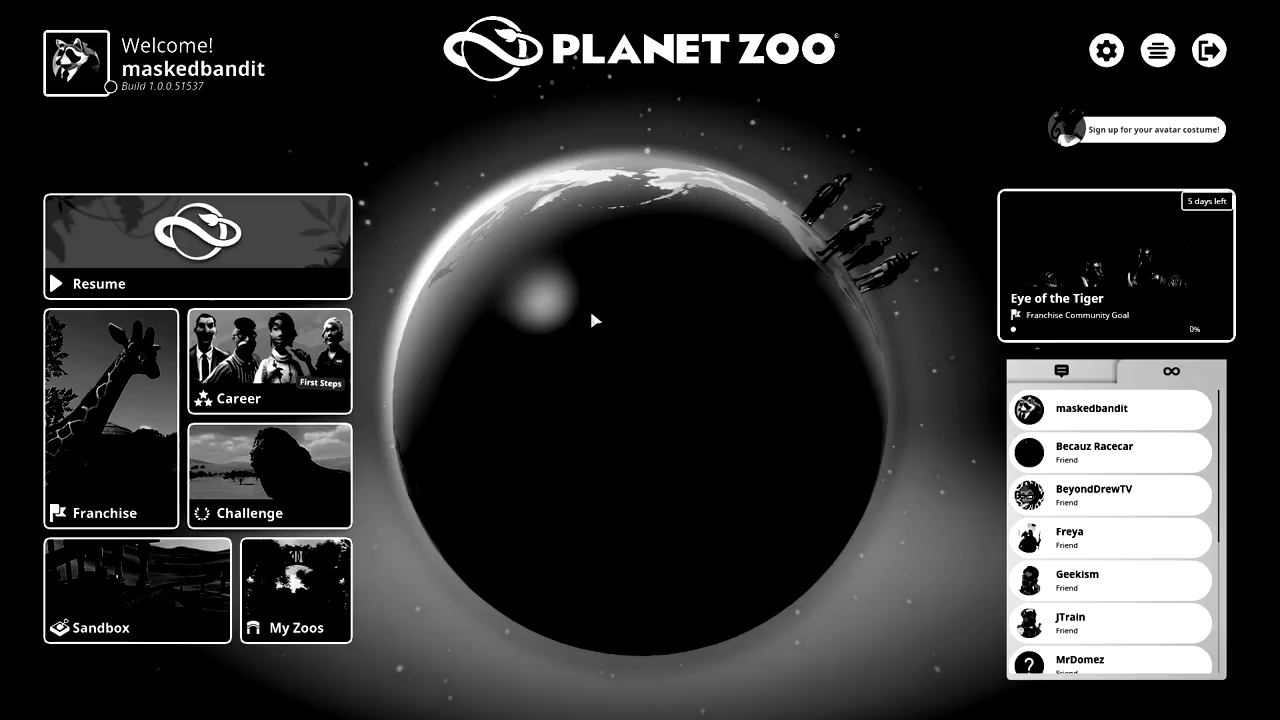 Welcome!
maskedbandit
Build 1.0.0.51537
PLANET ZOO®
Sign up for your avatar costume!
Resume
First Steps
Career
Franchise
Challenge
Sandbox
My Zoos
5 days left
Eye of the Tiger
Franchise Community Goal
0%
maskedbandit
Becauz Racecar
Friend
BeyondDrewTV
Friend
Freya
Friend
Geekism
Friend
JTrain
Friend
MrDomez
Friend